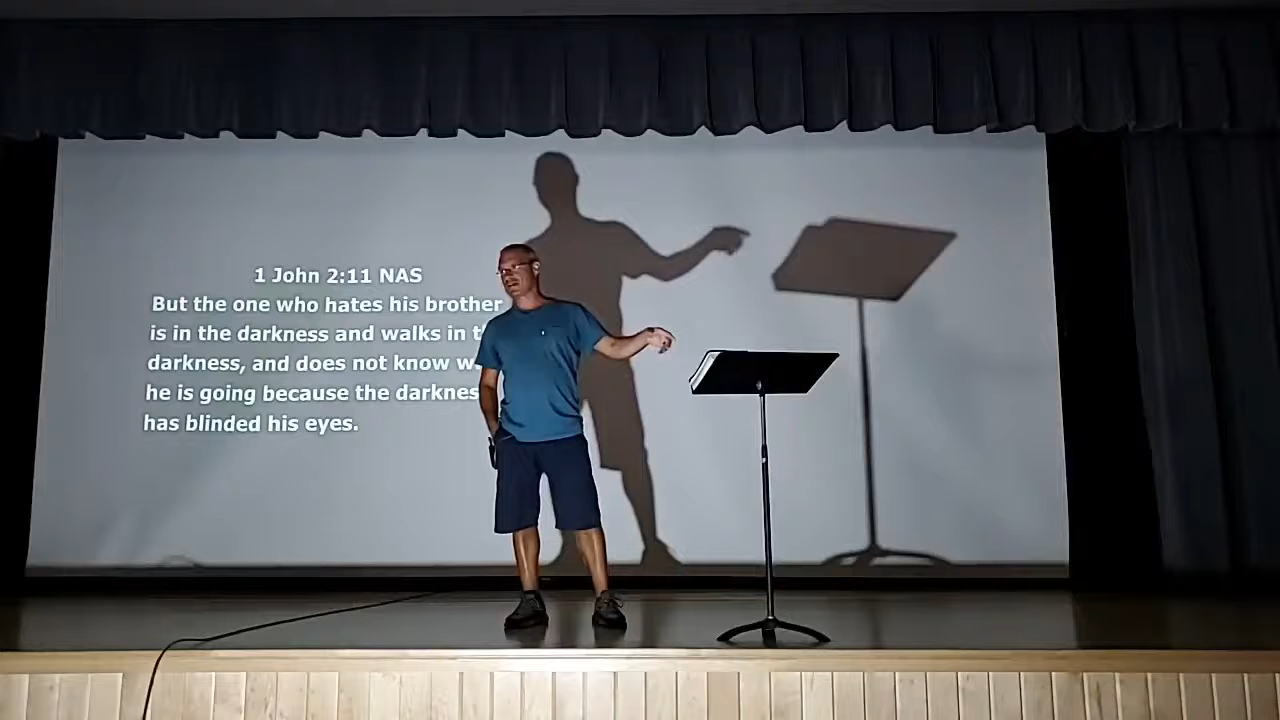 1 John 2:11 NAS
But the one who hates his brother
is in the darkness and walks in
darkness, and does not know
he is going because the darknes
has blinded his eyes.